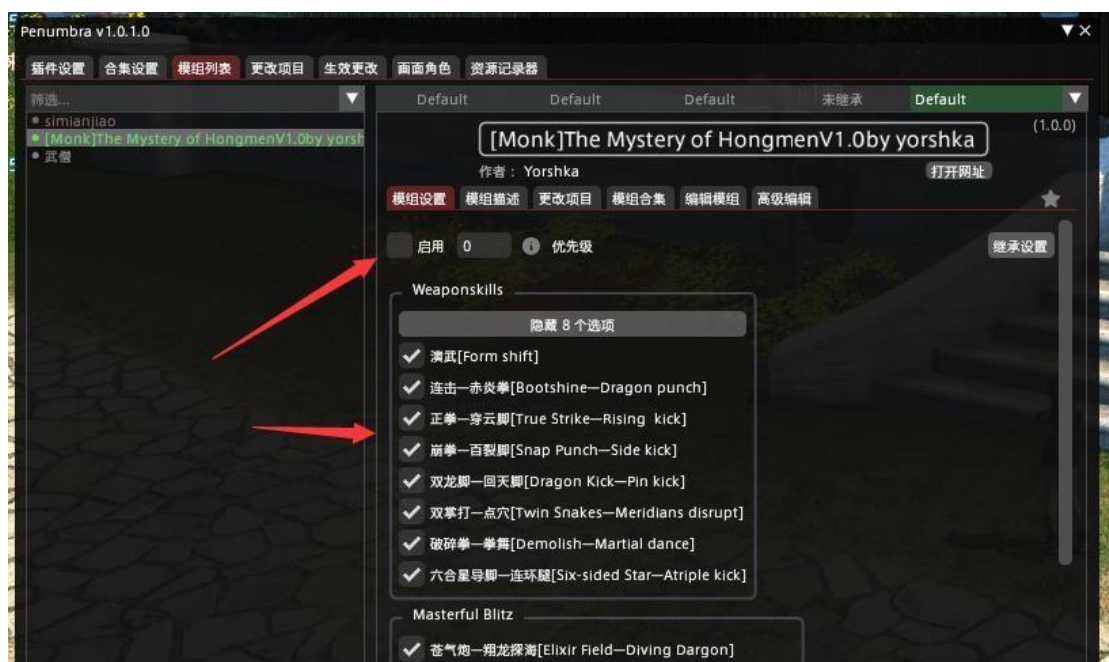 Penumbra v1.0.1.0
插件设置 合集设置 模组列表 更改项目 生效更改 画面角色 资源记录器
筛选...
Default Default Default 未继承 Default
simianjiao
[Monk]The Mystery of HongmenV1.0by yorsh
武僧
[Monk]The Mystery of HongmenV1.0by yorshka
(1.0.0)
作者： Yorshka
打开网址
模组设置 模组描述 更改项目 模组合集 编辑模组 高级编辑
启用 0 优先级
继承设置
Weaponskills
隐藏 8 个选项
演武[Form shift]
连击—赤炎拳[Bootshine—Dragon punch]
正拳—穿云脚[True Strike—Rising kick]
崩拳—百裂脚[Snap Punch—Side kick]
双龙脚—回天脚[Dragon Kick—Pin kick]
双掌打—点穴[Twin Snakes—Meridians disrupt]
破碎拳—拳舞[Demolish—Martial dance]
六合星导脚—连环腿[Six-sided Star—Atriple kick]
Masterful Blitz
苍气炮—翔龙探海[Elixir Field—Diving Dargon]